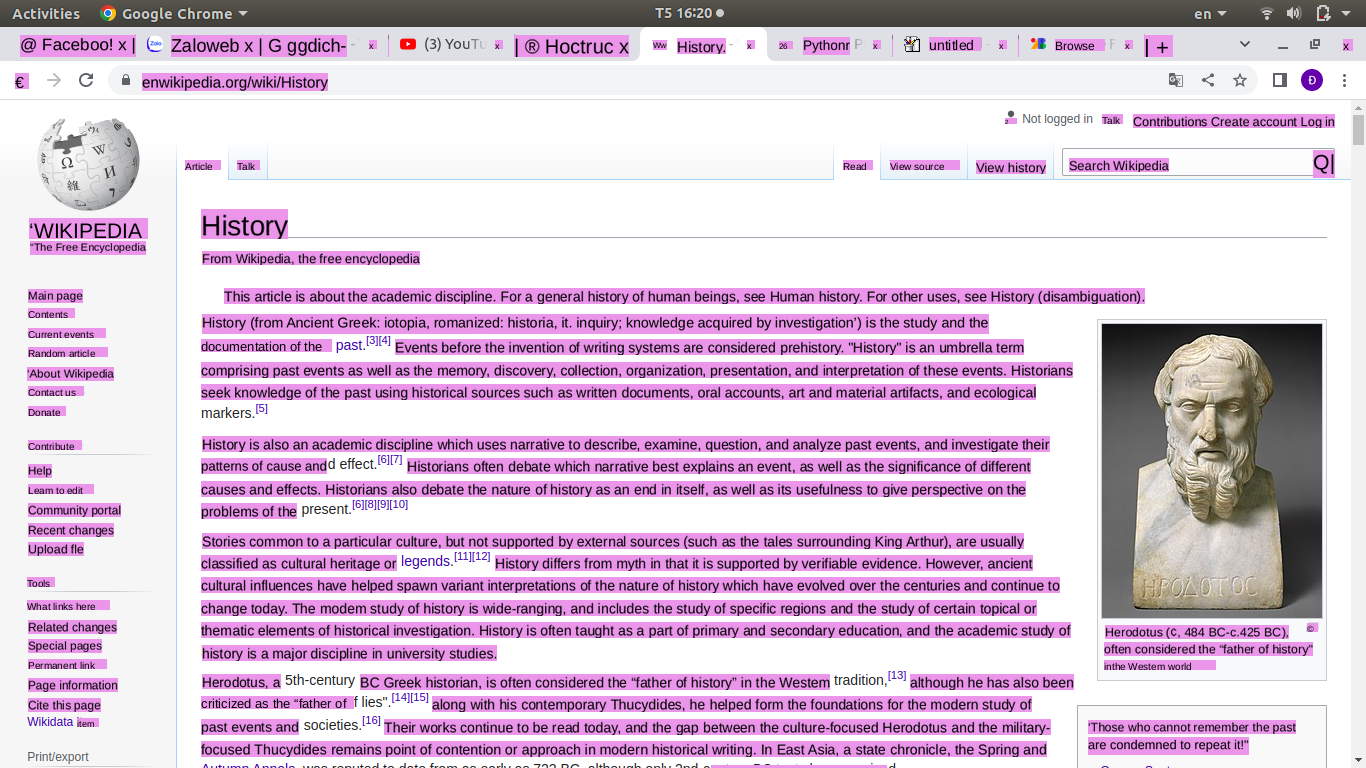 Activities Google Chrome T5 16:20 en
@ Faceboo! x | Zalo Zaloweb x | G ggdich- x (3) YouTu x | ® Hoctruc x Ww History. - x 26 Pythonr F x untitled x Browse F x | + x
€ enwikipedia.org/wiki/History Đ
Not logged in Talk Contributions Create account Log in
Article Talk Read View source View history Search Wikipedia Q|
‘WIKIPEDIA
“The Free Encyclopedia
Main page
Contents
Current events
Random article
‘About Wikipedia
Contact us
Donate
Contribute
Help
Leam to edit
Community portal
Recent changes
Upload fle
Tools
What links here
Related changes
Special pages
Permanent link
Page information
Cite this page
Wikidata item
Print/export
History
From Wikipedia, the free encyclopedia
This article is about the academic discipline. For a general history of human beings, see Human history. For other uses, see History (disambiguation).
History (from Ancient Greek: iotopia, romanized: historia, it. inquiry; knowledge acquired by investigation') is the study and the
documentation of the past.[3][4] Events before the invention of writing systems are considered prehistory. "History" is an umbrella term
comprising past events as well as the memory, discovery, collection, organization, presentation, and interpretation of these events. Historians
seek knowledge of the past using historical sources such as written documents, oral accounts, art and material artifacts, and ecological
markers.[5]
History is also an academic discipline which uses narrative to describe, examine, question, and analyze past events, and investigate their
patterns of cause and effect.[6][7] Historians often debate which narrative best explains an event, as well as the significance of different
causes and effects. Historians also debate the nature of history as an end in itself, as well as its usefulness to give perspective on the
problems of the present.[6][8][9][10]
Stories common to a particular culture, but not supported by external sources (such as the tales surrounding King Arthur), are usually
classified as cultural heritage or legends.[11][12] History differs from myth in that it is supported by verifiable evidence. However, ancient
cultural influences have helped spawn variant interpretations of the nature of history which have evolved over the centuries and continue to
change today. The modem study of history is wide-ranging, and includes the study of specific regions and the study of certain topical or
thematic elements of historical investigation. History is often taught as a part of primary and secondary education, and the academic study of
history is a major discipline in university studies.
Herodotus, a 5th-century BC Greek historian, is often considered the “father of history” in the Westem tradition,[13] although he has also been
criticized as the “father of f lies".[14][15] along with his contemporary Thucydides, he helped form the foundations for the modern study of
past events and societies.[16] Their works continue to be read today, and the gap between the culture-focused Herodotus and the military-
focused Thucydides remains point of contention or approach in modern historical writing. In East Asia, a state chronicle, the Spring and
ΗΡΟΔΟΤΟΣ
Herodotus (¢, 484 BC-c.425 BC), ©
often considered the “father of history"
inthe Western world
‘Those who cannot remember the past
are condemned to repeat it!"